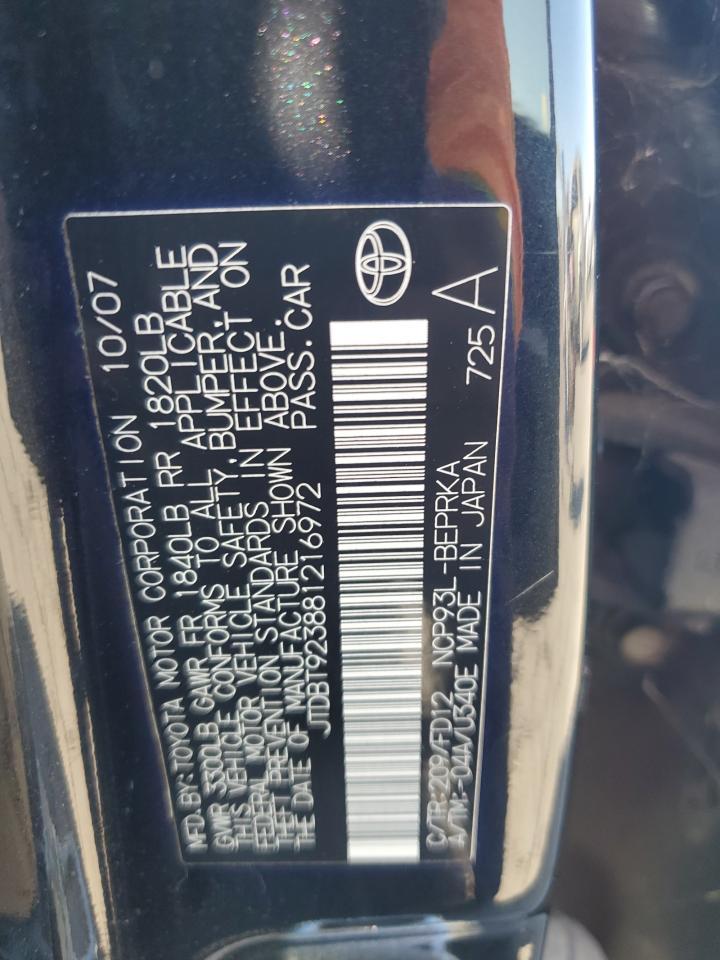 MFD.BY:TOYOTA MOTOR CORPORATION 10/07
GVWR 3300LB GAWR FR 1840LB RR 1820LB
THIS VEHICLE CONFORMS TO ALL APPLICABLE
FEDERAL MOTOR VEHICLE SAFETY,BUMPER,AND
THEFT PREVENTION STANDARDS IN EFFECT ON
THE DATE OF MANUFACTURE SHOWN ABOVE.
JTDBT923881216972 PASS.CAR
C/TR:209/FD12 NCP93L-BEPRKA
A/TM:-04A/U340E MADE IN JAPAN 725 A